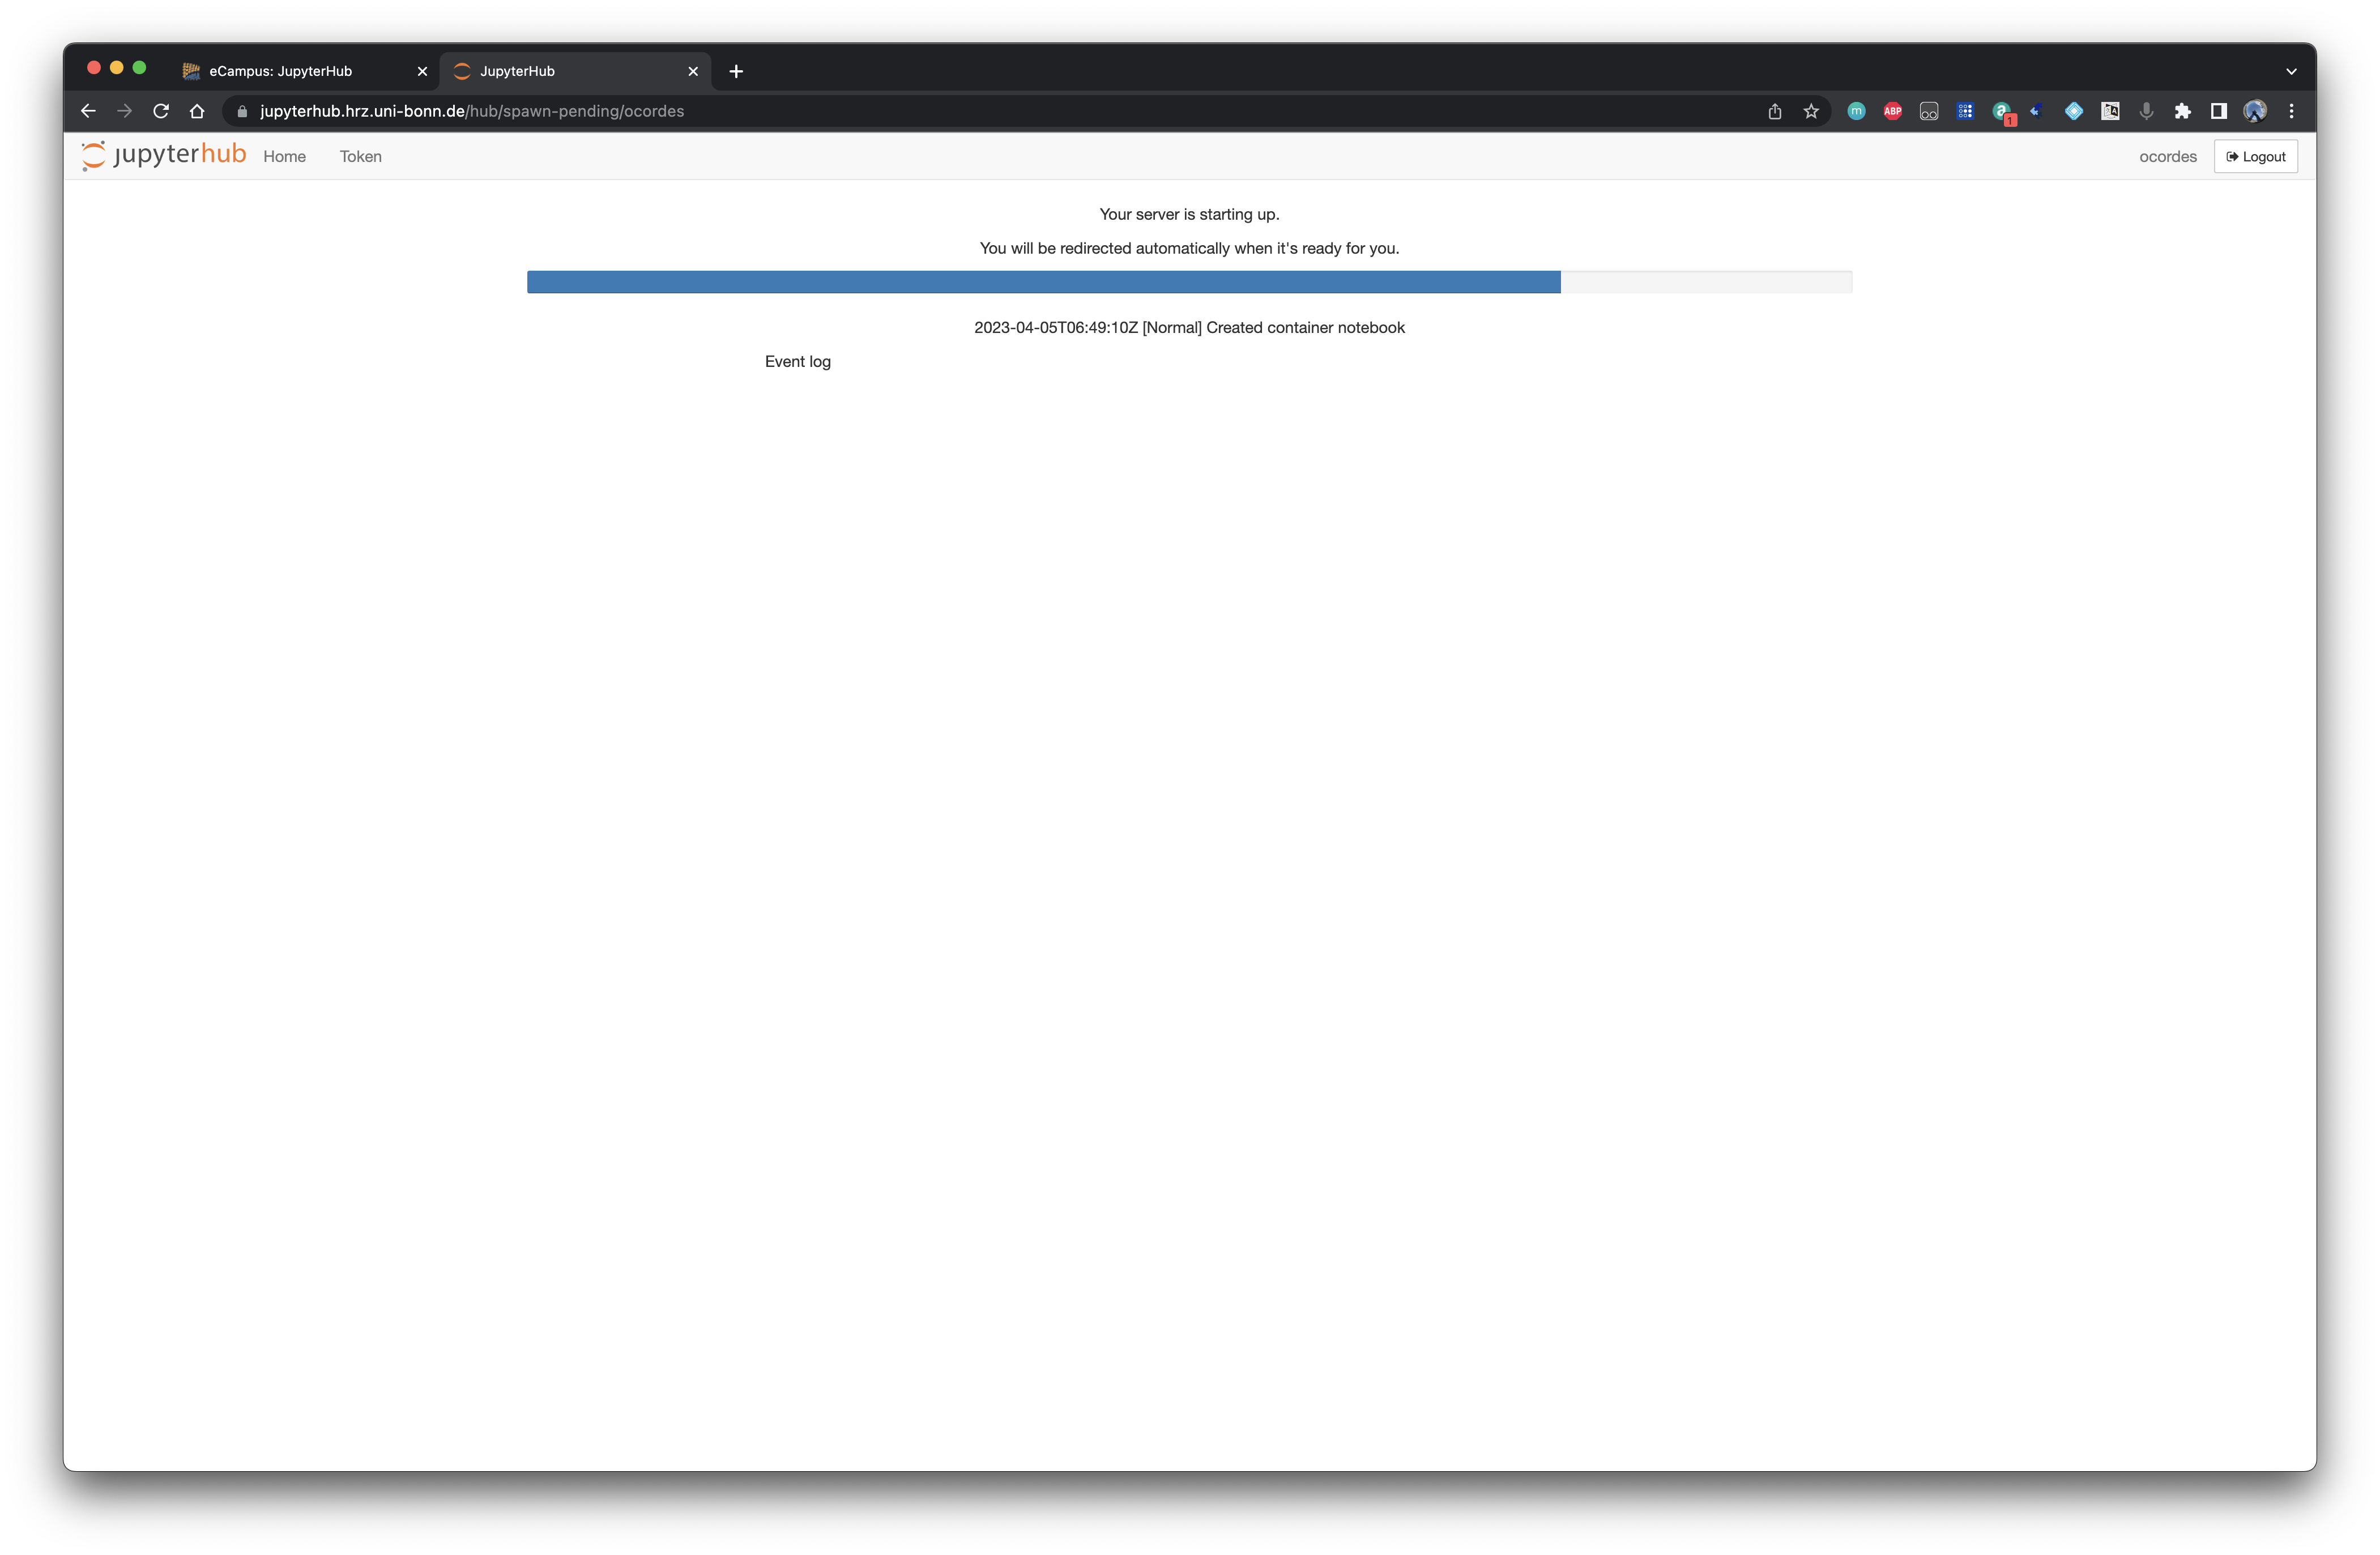 eCampus: JupyterHub
JupyterHub
jupyterhub.hrz.uni-bonn.de/hub/spawn-pending/ocordes
m
ABP
a
1
jupyterhub
Home
Token
ocordes
Logout
Your server is starting up.
You will be redirected automatically when it's ready for you.
2023-04-05T06:49:10Z [Normal] Created container notebook
Event log